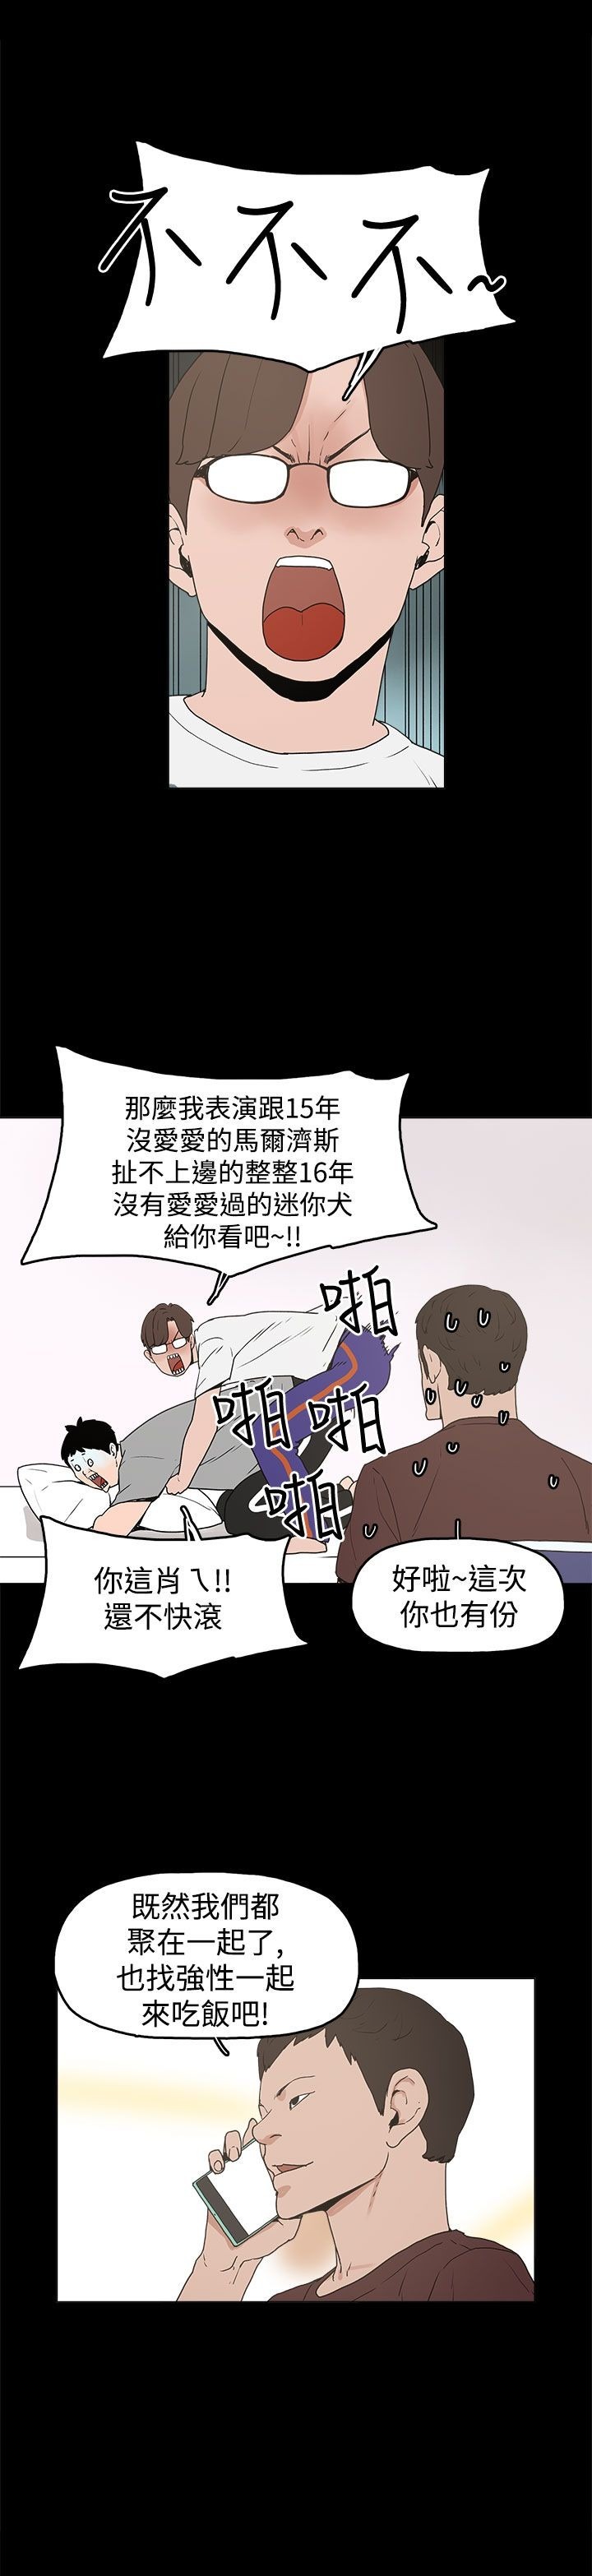 不不不~
那麼我表演跟15年
沒愛愛的馬爾濟斯
扯不上邊的整整16年
沒有愛愛過的迷你犬
給你看吧~!!
啪
啪
啪
啪
你這肖ㄟ!!
還不快滾
好啦~這次
你也有份
既然我們都
聚在一起了,
也找強性一起
來吃飯吧!